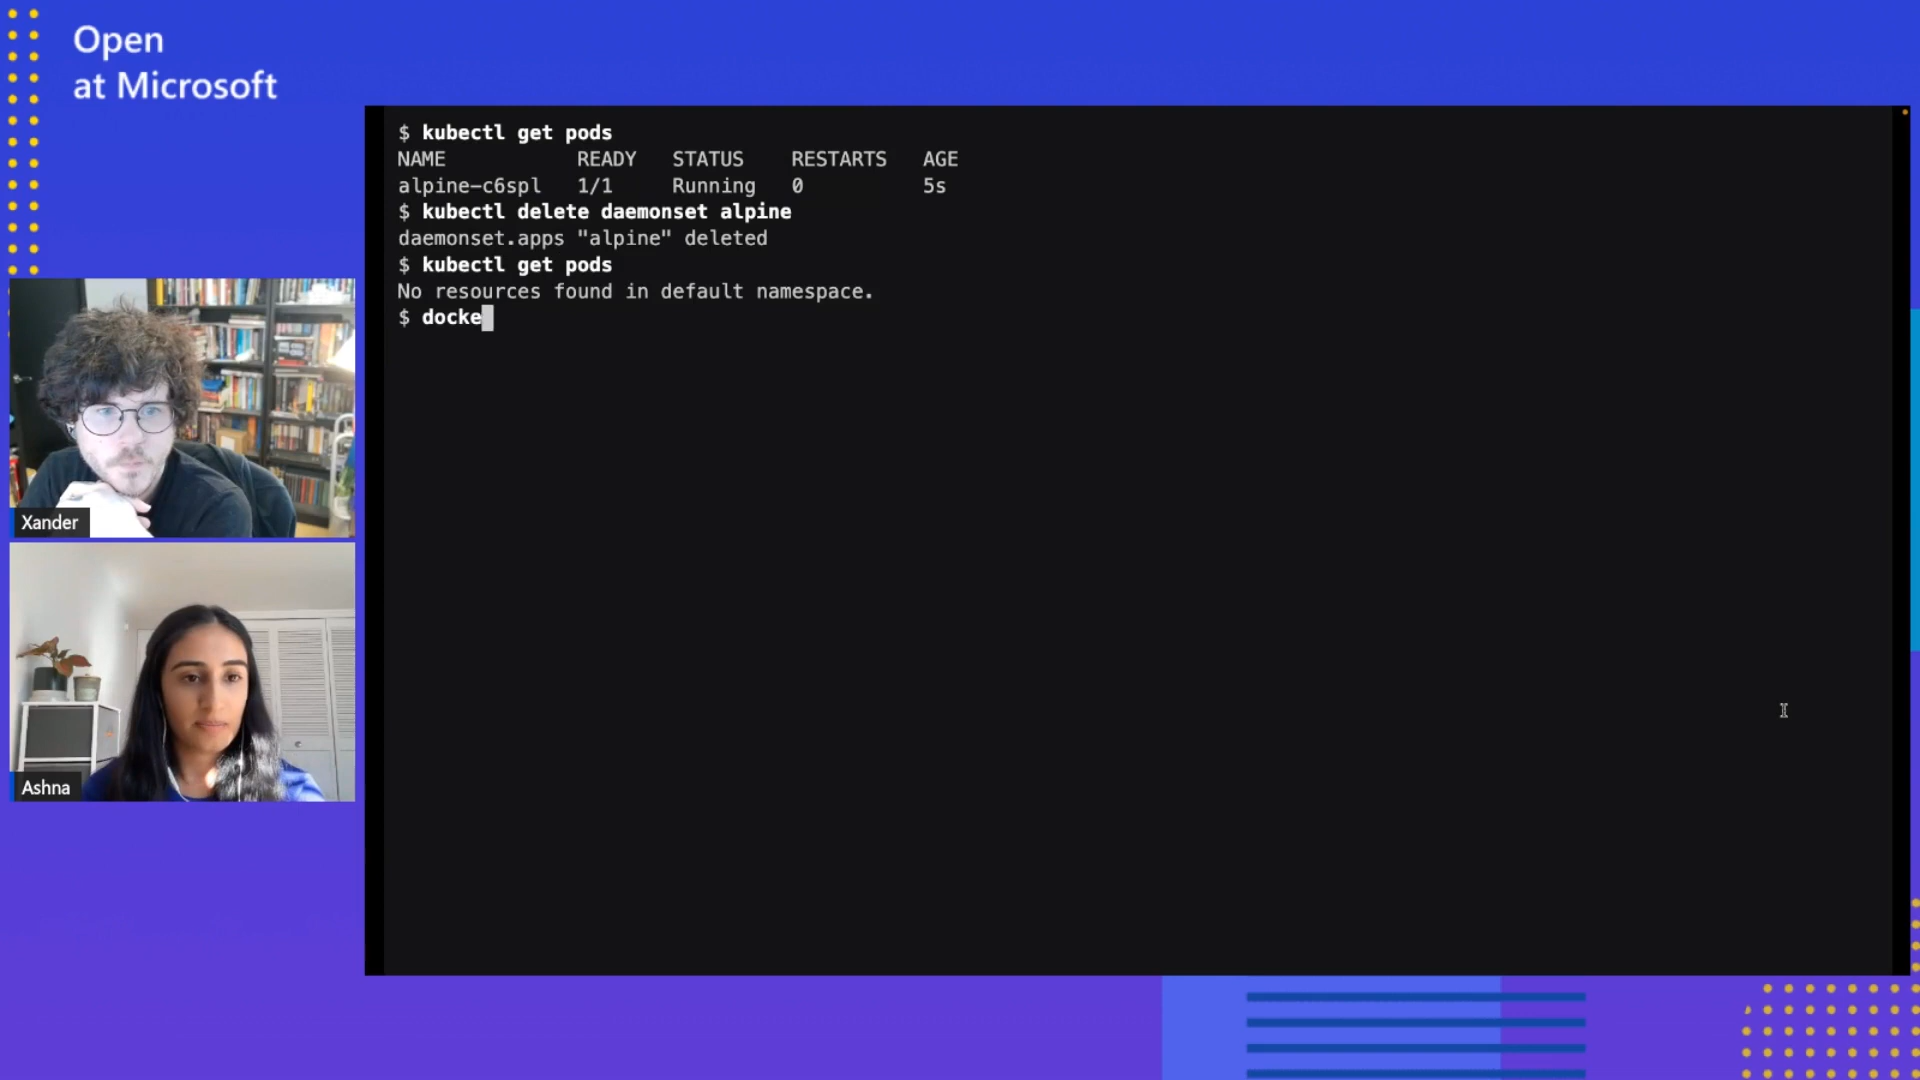 Open
at Microsoft
$ kubectl get pods
NAME READY STATUS RESTARTS AGE
alpine-c6spl 1/1 Running 0 5s
$ kubectl delete daemonset alpine
daemonset.apps "alpine" deleted
$ kubectl get pods
No resources found in default namespace.
$ docke
Xander
Ashna